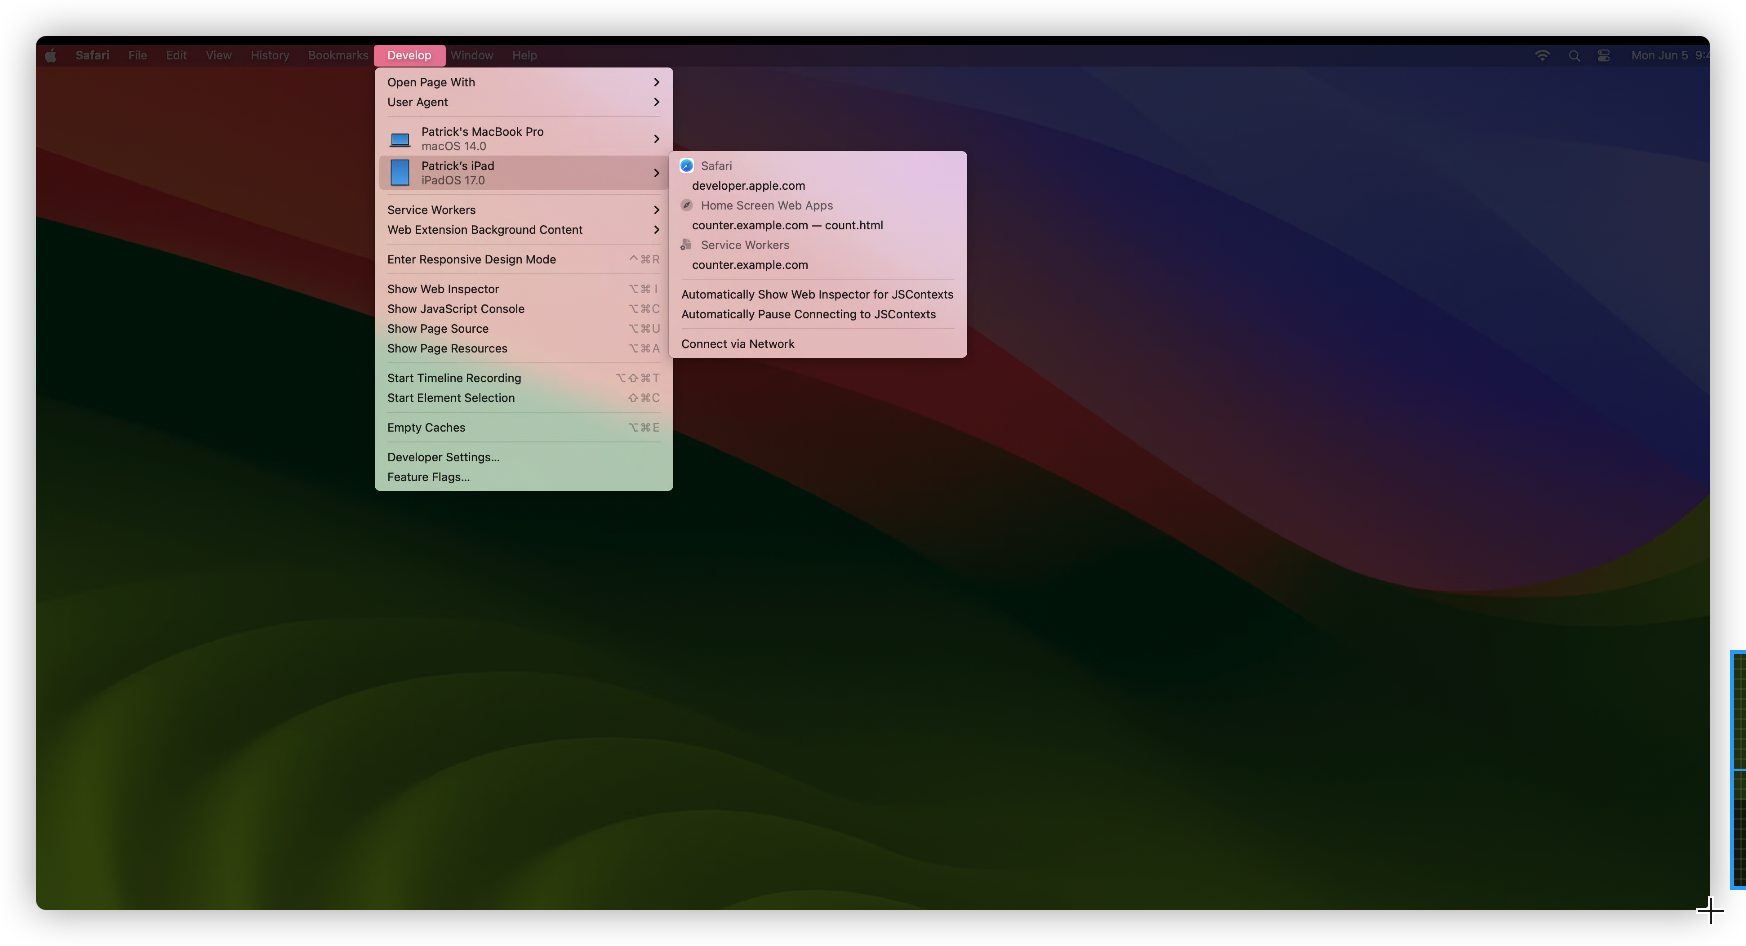 Safari File Edit View History Bookmarks Develop Window Help Mon Jun 5
Open Page With
User Agent
Patrick's MacBook Pro
macOS 14.0
Patrick's iPad
iPadOS 17.0
Service Workers
Web Extension Background Content
Enter Responsive Design Mode ^⌘R
Show Web Inspector ⌥⌘I
Show JavaScript Console ⌥⌘C
Show Page Source ⌥⌘U
Show Page Resources ⌥⌘A
Start Timeline Recording ⌥⇧⌘T
Start Element Selection ⇧⌘C
Empty Caches ⌥⌘E
Developer Settings...
Feature Flags...
Safari
developer.apple.com
Home Screen Web Apps
counter.example.com — count.html
Service Workers
counter.example.com
Automatically Show Web Inspector for JSContexts
Automatically Pause Connecting to JSContexts
Connect via Network